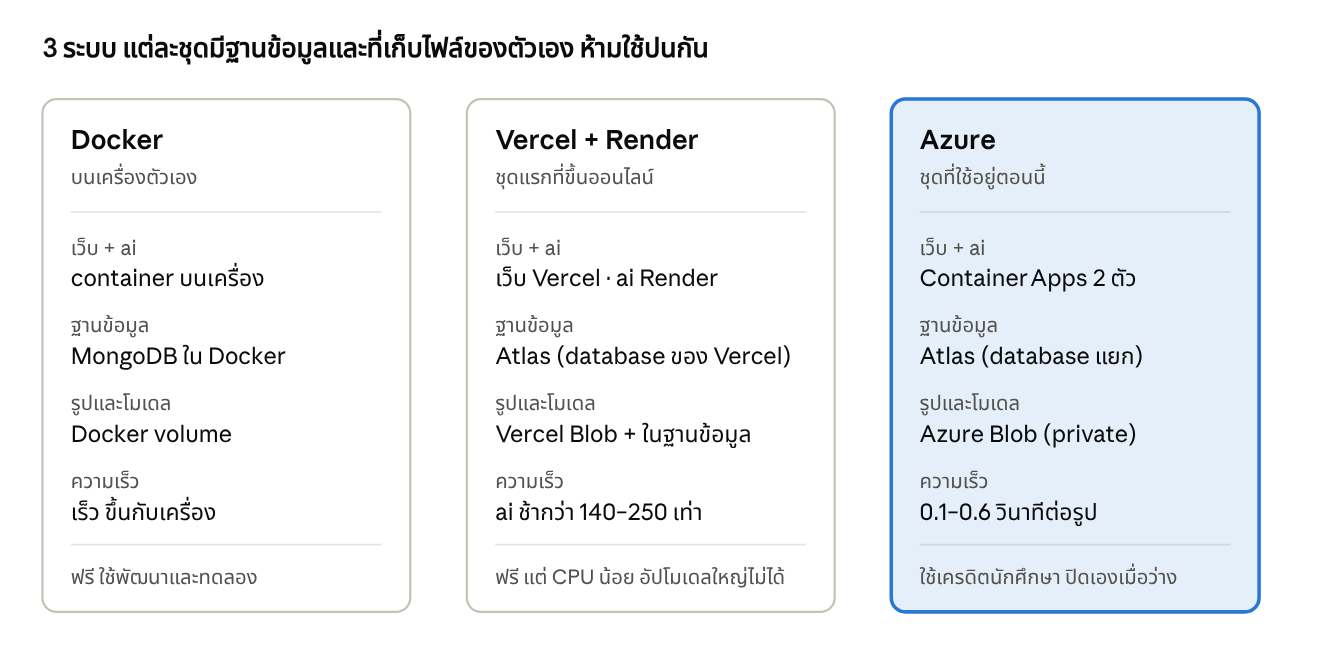 3 ระบบ แต่ละชุดมีฐานข้อมูลและที่เก็บไฟล์ของตัวเอง ห้ามใช้ปนกัน
Docker
บนเครื่องตัวเอง
เว็บ + ai
container บนเครื่อง
ฐานข้อมูล
MongoDB ใน Docker
รูปและโมเดล
Docker volume
ความเร็ว
เร็ว ขึ้นกับเครื่อง
ฟรี ใช้พัฒนาและทดลอง
Vercel + Render
ชุดแรกที่ขึ้นออนไลน์
เว็บ + ai
เว็บ Vercel · ai Render
ฐานข้อมูล
Atlas (database ของ Vercel)
รูปและโมเดล
Vercel Blob + ในฐานข้อมูล
ความเร็ว
ai ช้ากว่า 140–250 เท่า
ฟรี แต่ CPU น้อย อัปโมเดลใหญ่ไม่ได้
Azure
ชุดที่ใช้อยู่ตอนนี้
เว็บ + ai
Container Apps 2 ตัว
ฐานข้อมูล
Atlas (database แยก)
รูปและโมเดล
Azure Blob (private)
ความเร็ว
0.1–0.6 วินาทีต่อรูป
ใช้เครดิตนักศึกษา ปิดเองเมื่อว่าง